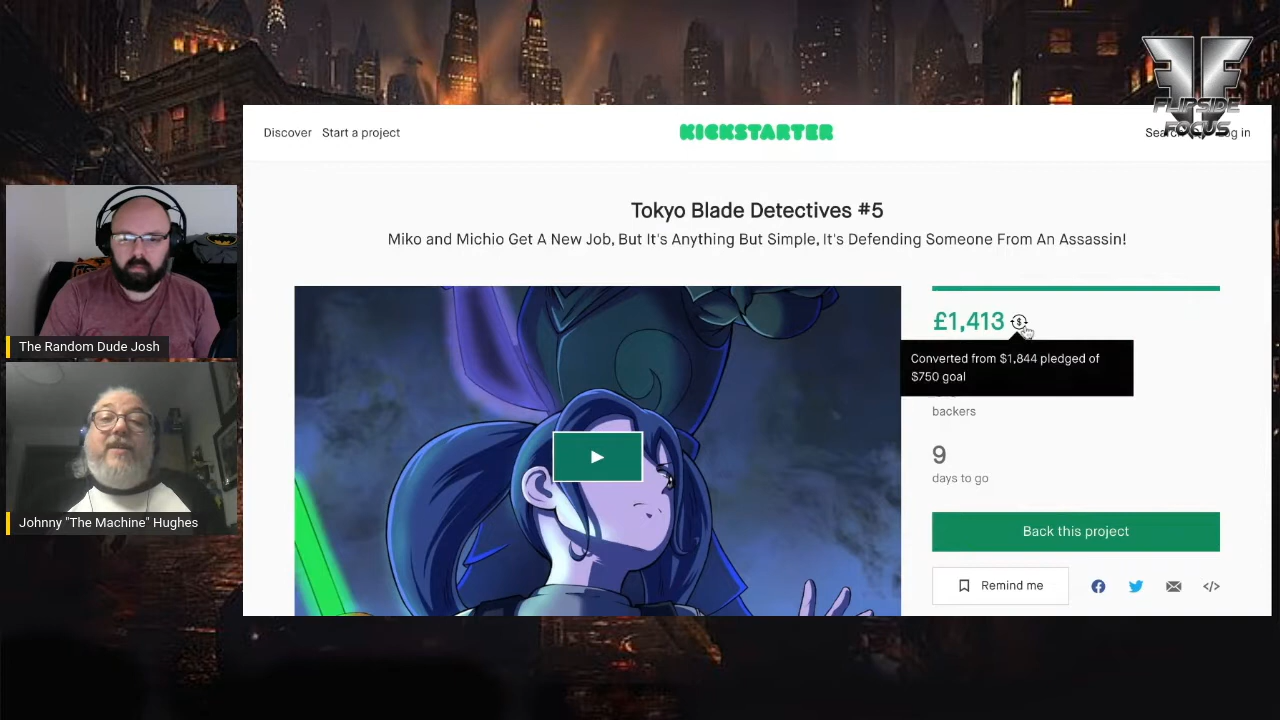 FLIPSIDE
FOCUS
Discover Start a project
KICKSTARTER
Log in
Tokyo Blade Detectives #5
Miko and Michio Get A New Job, But It's Anything But Simple, It's Defending Someone From An Assassin!
The Random Dude Josh
Johnny "The Machine" Hughes
£1,413
Converted from $1,844 pledged of
$750 goal
backers
9
days to go
Back this project
Remind me